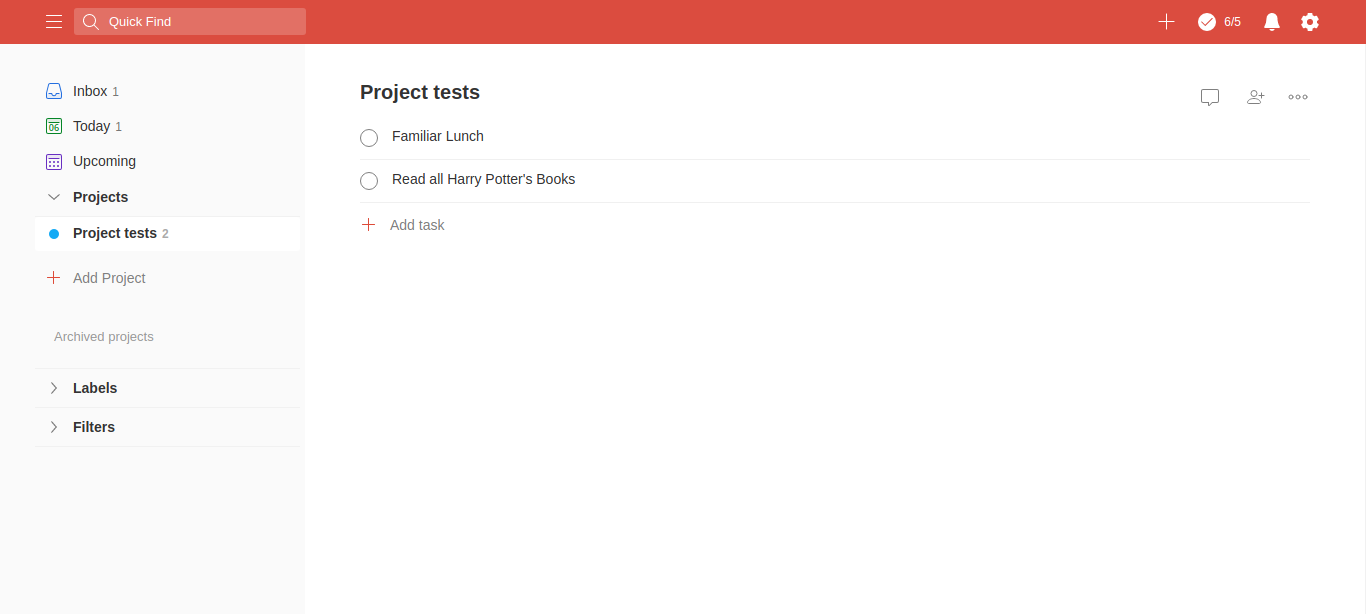 Quick Find
6/5
Inbox 1
06
Today 1
Upcoming
Projects
Project tests 2
Add Project
Archived projects
Labels
Filters
Project tests
Familiar Lunch
Read all Harry Potter's Books
Add task